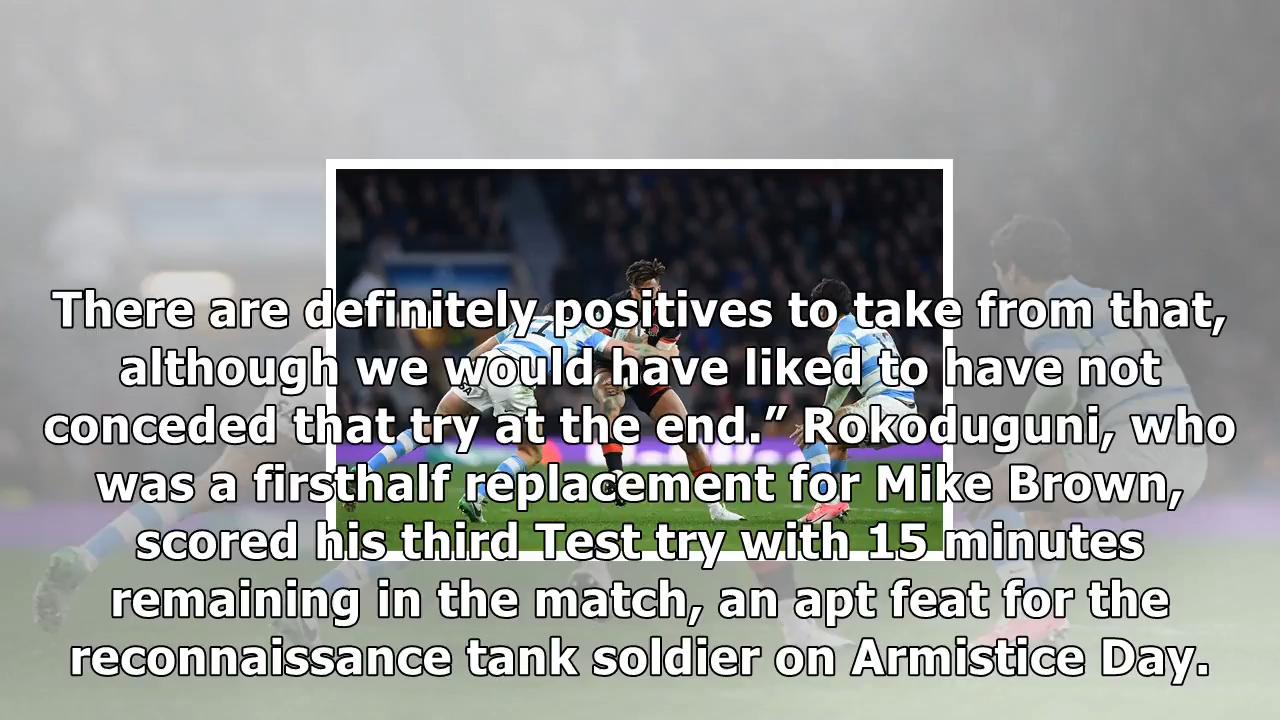 There are definitely positives to take from that,
although we would have liked to have not
conceded that try at the end.” Rokoduguni, who
was a firsthalf replacement for Mike Brown,
scored his third Test try with 15 minutes
remaining in the match, an apt feat for the
reconnaissance tank soldier on Armistice Day.